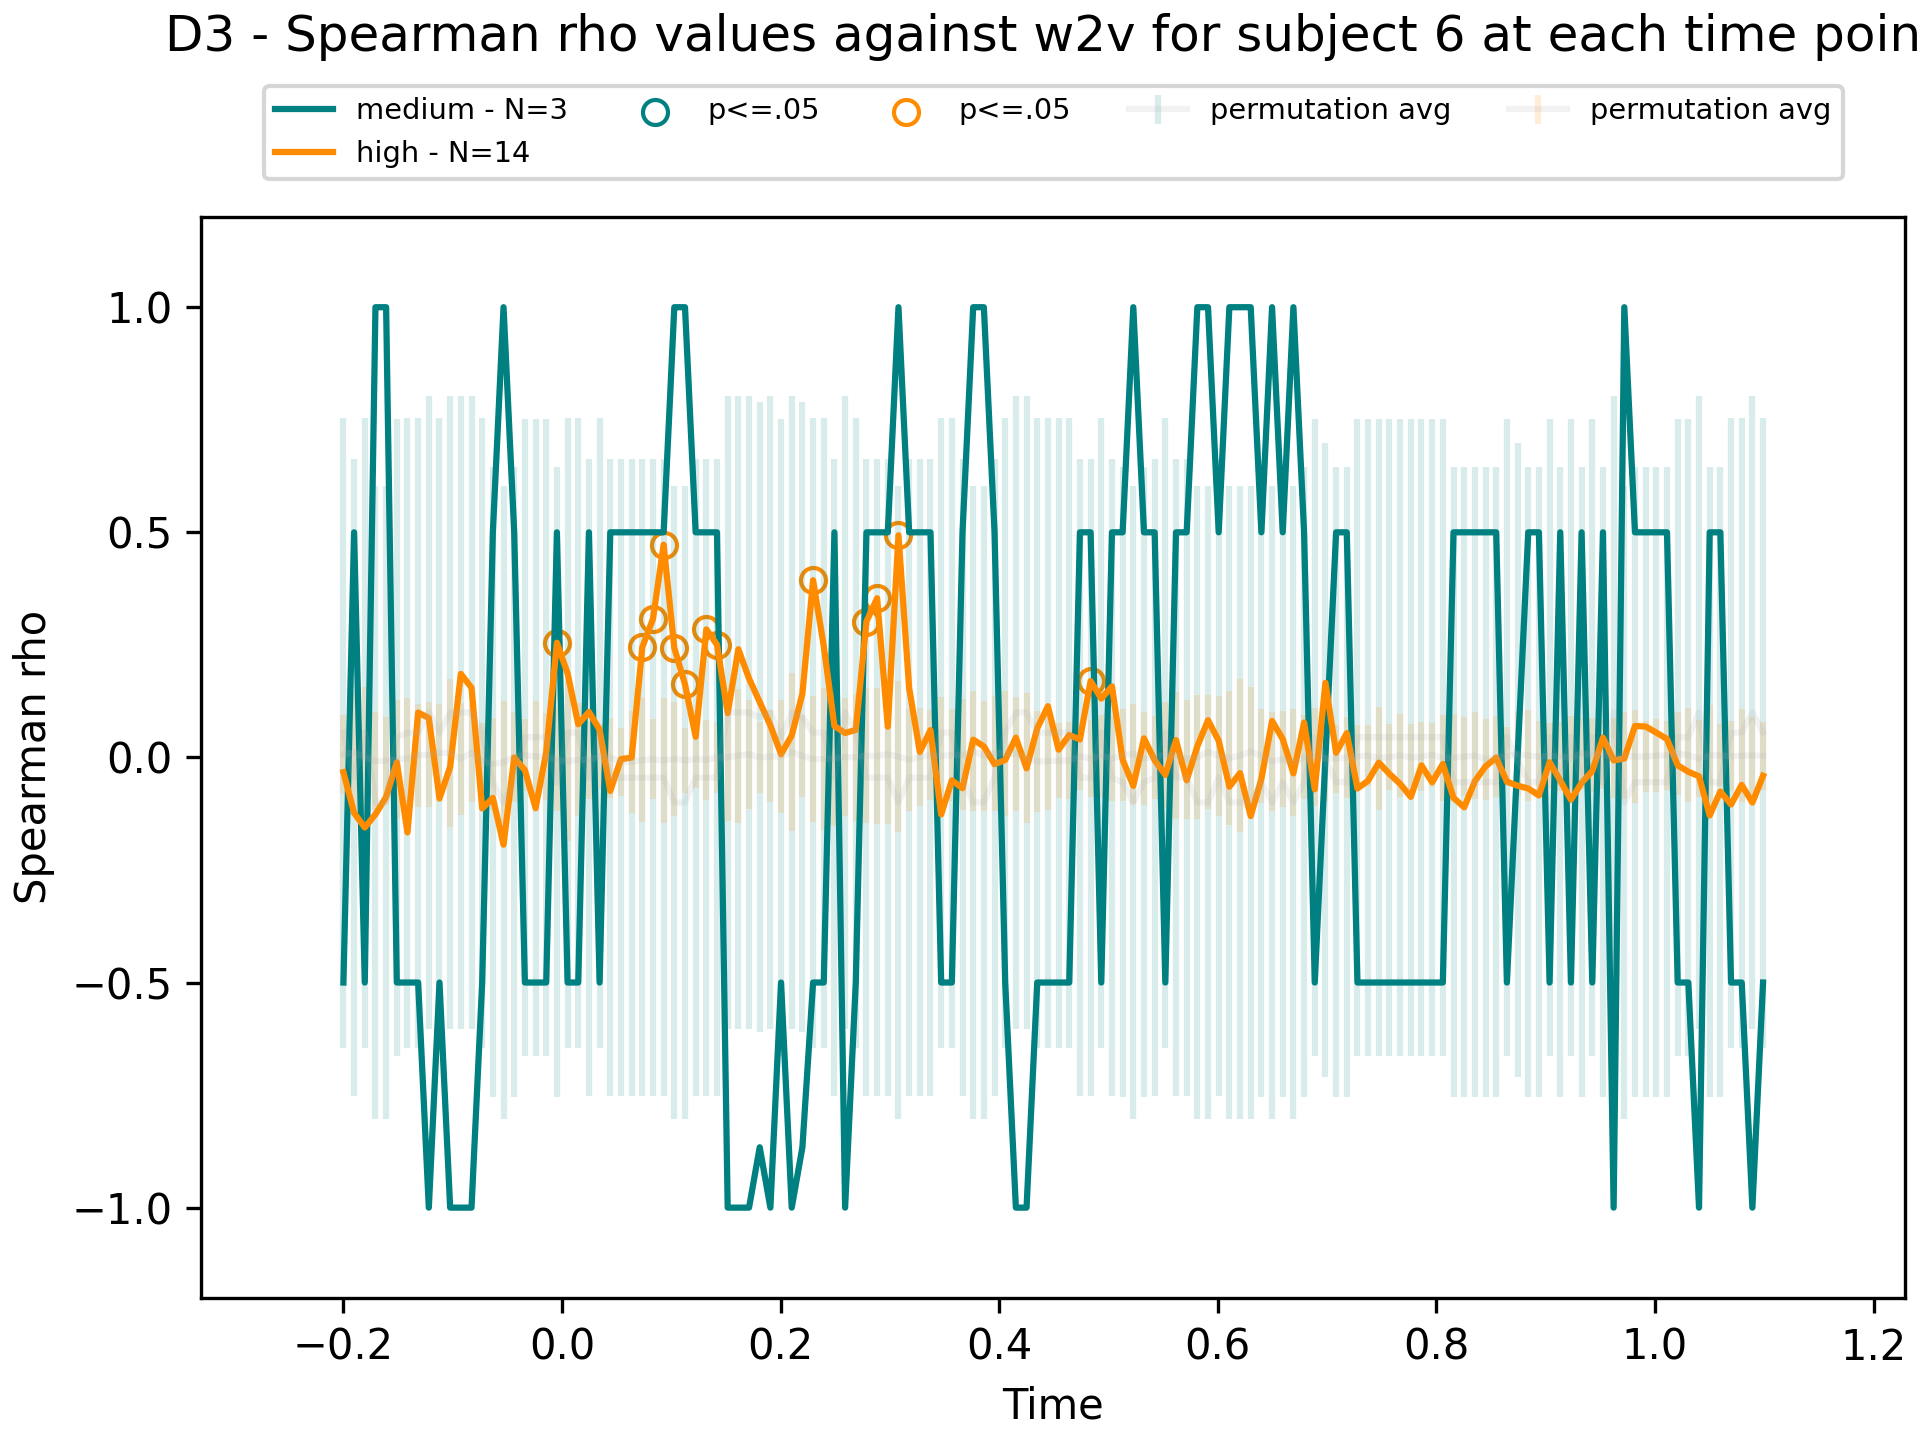 D3 - Spearman rho values against w2v for subject 6 at each time poin
medium - N=3
high - N=14
p<=.05
p<=.05
permutation avg
permutation avg
1.0
0.5
0.0
−0.5
−1.0
Spearman rho
−0.2 0.0 0.2 0.4 0.6 0.8 1.0 1.2
Time